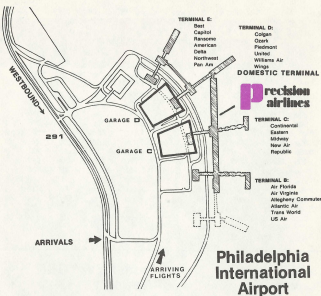 TERMINAL E:
Best
Capitol
Ransome
American
Delta
Northwest
Pan Am
TERMINAL D:
Colgan
Ozark
Piedmont
United
Williams Air
Wings
DOMESTIC TERMINAL
precision
airlines
TERMINAL C:
Continental
Eastern
Midway
New Air
Republic
TERMINAL B:
Air Florida
Air Virginia
Allegheny Commuter
Atlantic Air
Trans World
US Air
WESTBOUND
291
GARAGE D
GARAGE C
ARRIVALS
ARRIVING
FLIGHTS
Philadelphia
International
Airport